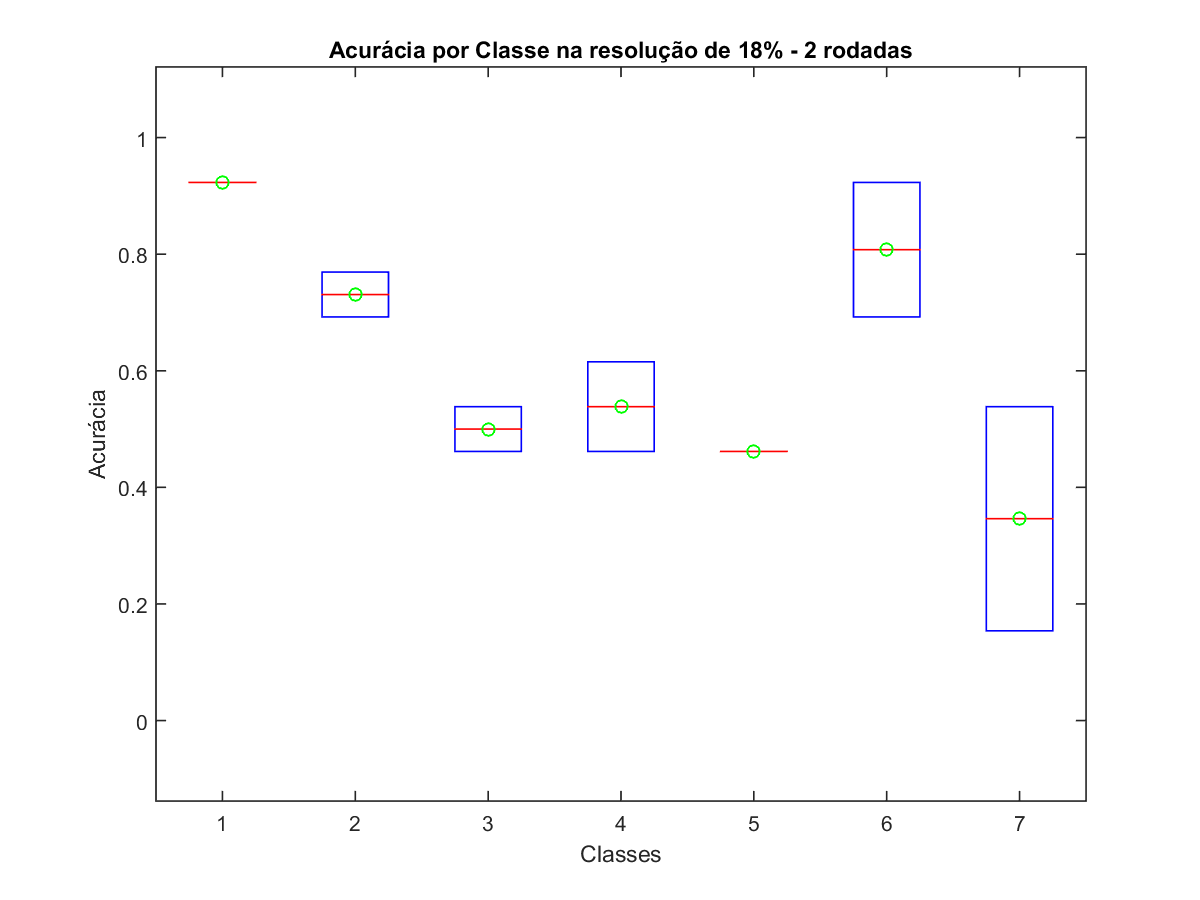 Acurácia por Classe na resolução de 18% - 2 rodadas
1
0.8
0.6
0.4
0.2
0
Acurácia
1 2 3 4 5 6 7
Classes